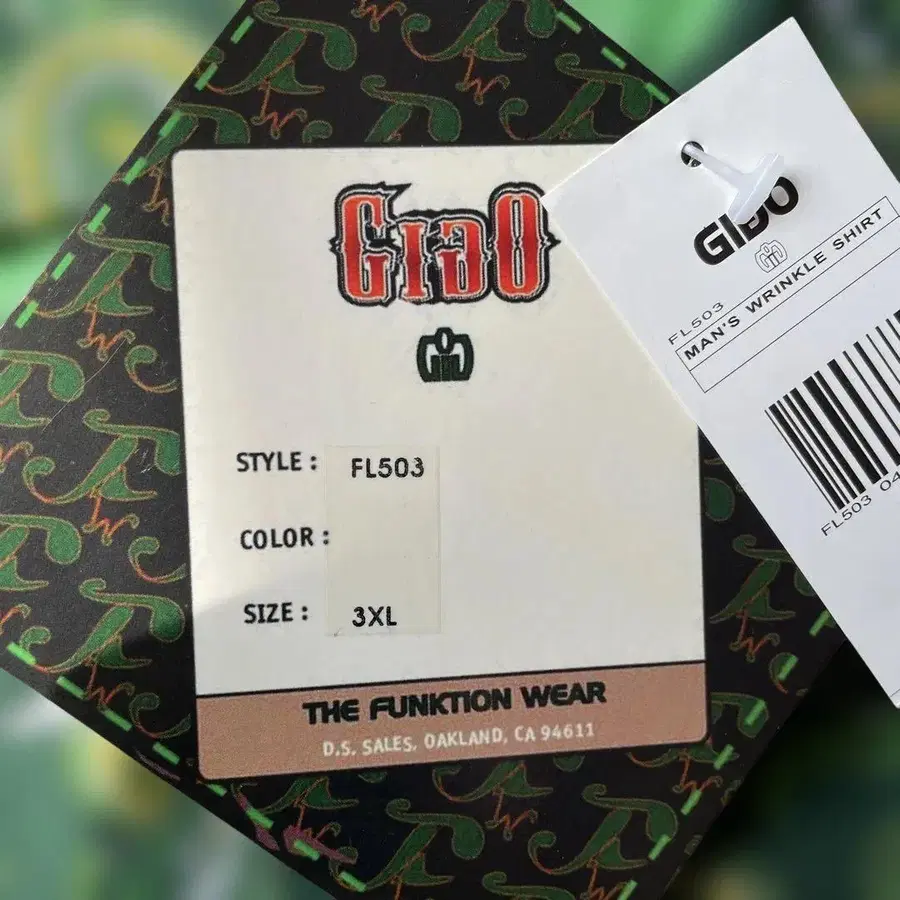 GIDO
STYLE : FL503
COLOR :
SIZE : 3XL
THE FUNKTION WEAR
D.S. SALES, OAKLAND, CA 94611
GIDO
FL503
MAN'S WRINKLE SHIRT
FL503 04